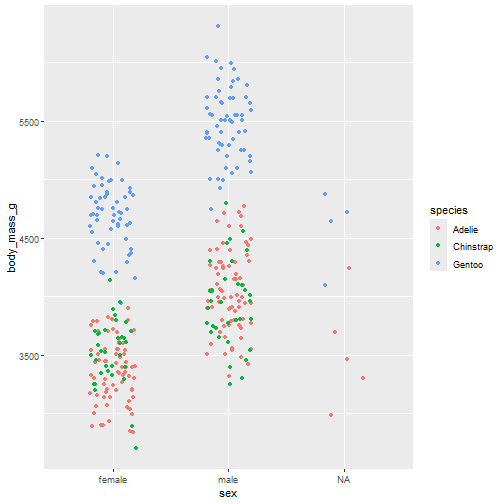 body_mass_g
5500
4500
3500
female
male
NA
sex
species
Adelie
Chinstrap
Gentoo